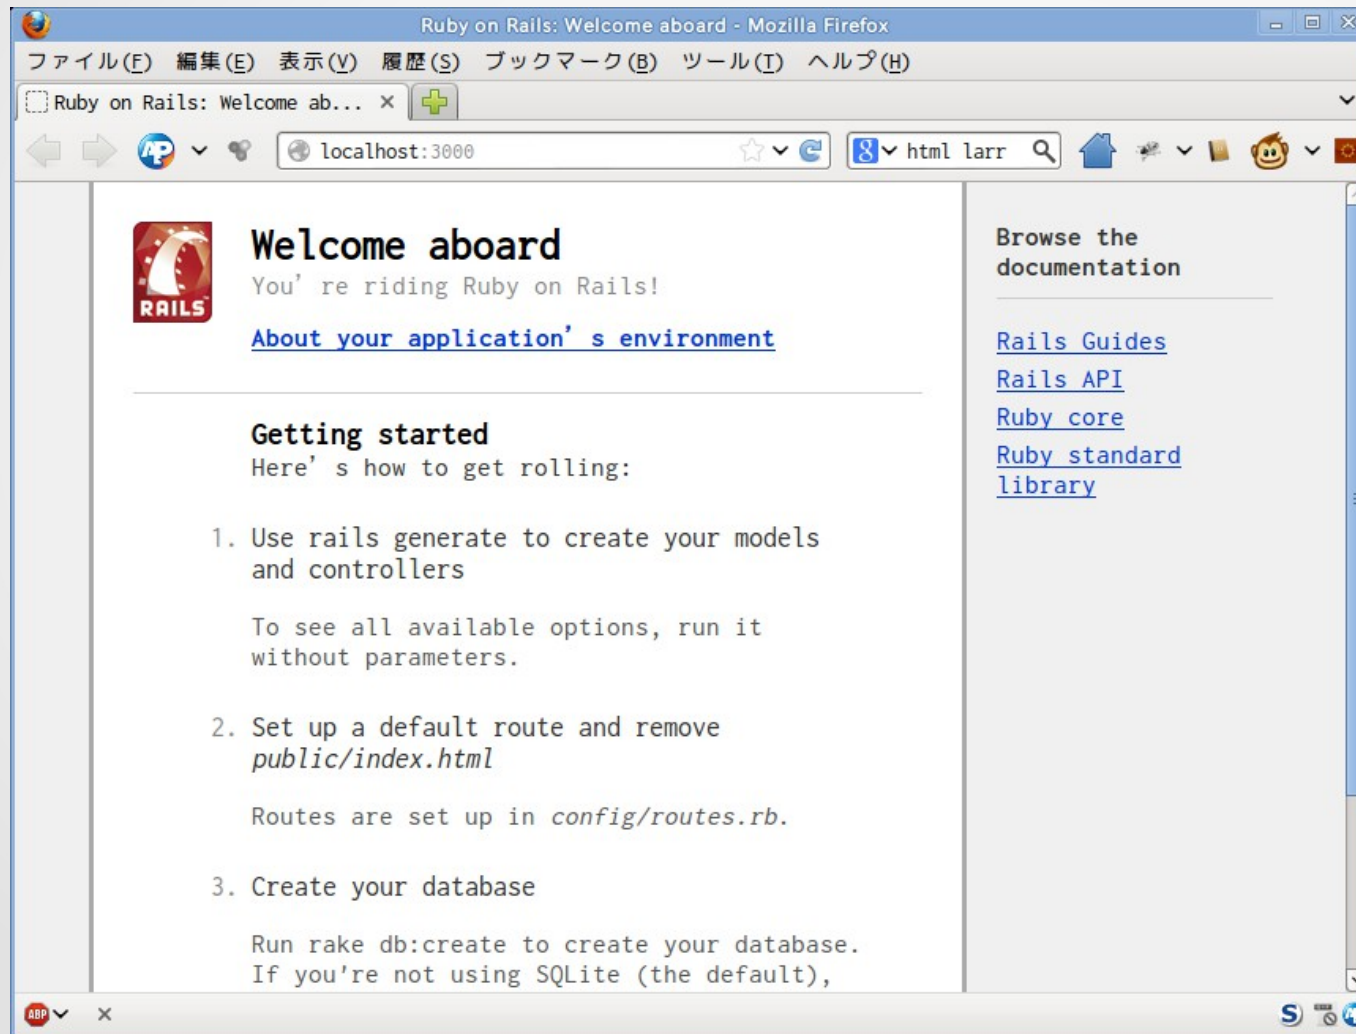 Ruby on Rails: Welcome aboard - Mozilla Firefox
ファイル(F) 編集(E) 表示(V) 履歴(S) ブックマーク(B) ツール(T) ヘルプ(H)
Ruby on Rails: Welcome ab...
localhost:3000
html larr
RAILS
Welcome aboard
You're riding Ruby on Rails!
About your application's environment
Getting started
Here's how to get rolling:
1. Use rails generate to create your models
and controllers
To see all available options, run it
without parameters.
2. Set up a default route and remove
public/index.html
Routes are set up in config/routes.rb.
3. Create your database
Run rake db:create to create your database.
If you're not using SQLite (the default),
Browse the
documentation
Rails Guides
Rails API
Ruby core
Ruby standard
library
ABP